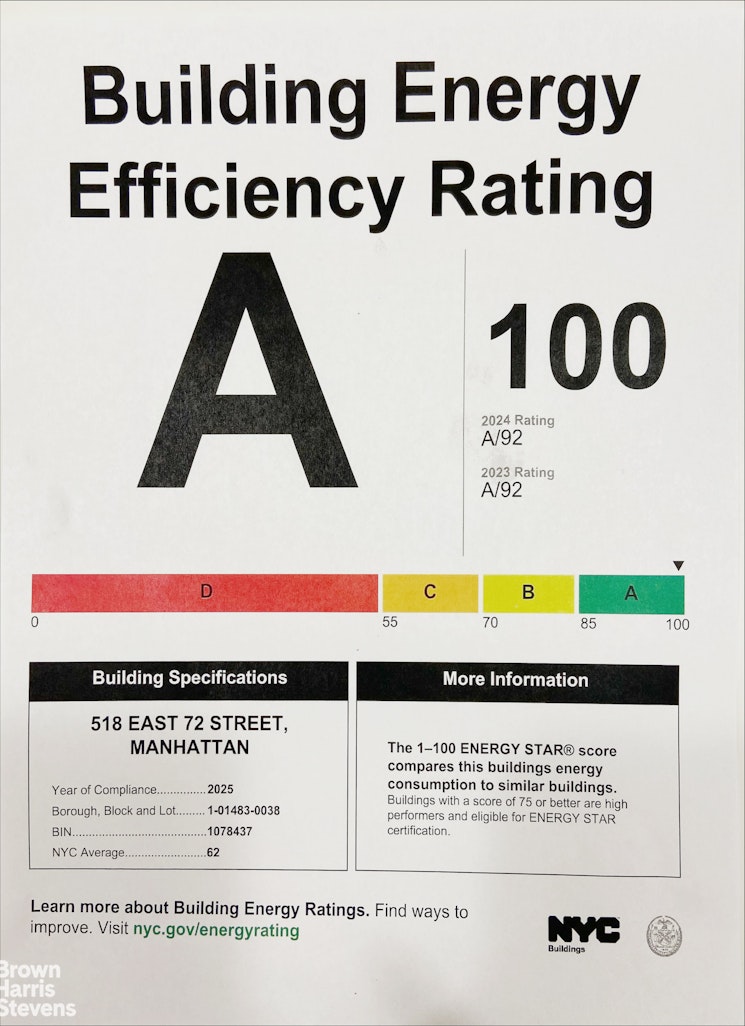 Building Energy
Efficiency Rating
A
100
2024 Rating
A/92
2023 Rating
A/92
D
C
B
A
0
55
70
85
100
Building Specifications
518 EAST 72 STREET,
MANHATTAN
Year of Compliance...............2025
Borough, Block and Lot.........1-01483-0038
BIN.........................................1078437
NYC Average.........................62
More Information
The 1–100 ENERGY STAR® score
compares this buildings energy
consumption to similar buildings.
Buildings with a score of 75 or better are high
performers and eligible for ENERGY STAR
certification.
Learn more about Building Energy Ratings. Find ways to
improve. Visit nyc.gov/energyrating
NYC
Buildings
Brown
Harris
Stevens